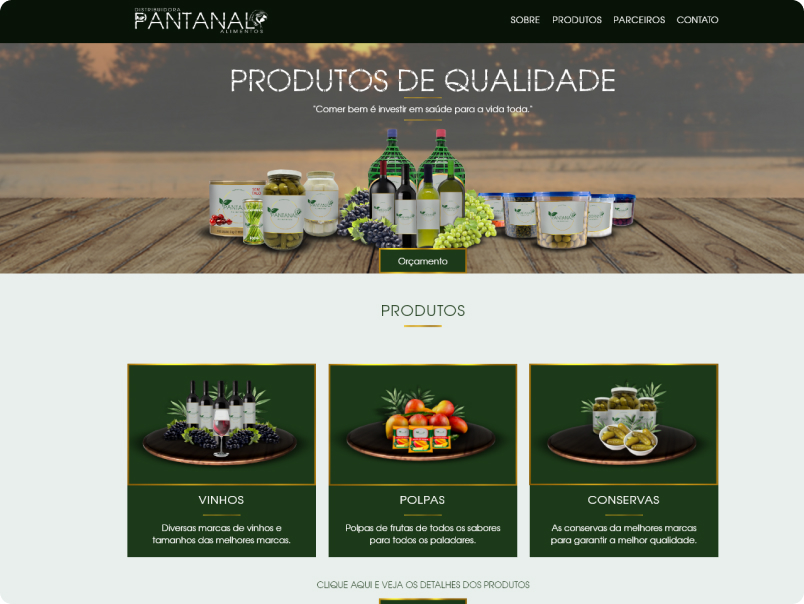 DISTRIBUIDORA
PANTANAL
ALIMENTOS
SOBRE PRODUTOS PARCEIROS CONTATO
PRODUTOS DE QUALIDADE
"Comer bem é investir em saúde para a vida toda."
Orçamento
PRODUTOS
VINHOS
Diversas marcas de vinhos e
tamanhos das melhores marcas.
POLPAS
Polpas de frutas de todos os sabores
para todos os paladares.
CONSERVAS
As conservas da melhores marcas
para garantir a melhor qualidade.
CLIQUE AQUI E VEJA OS DETALHES DOS PRODUTOS